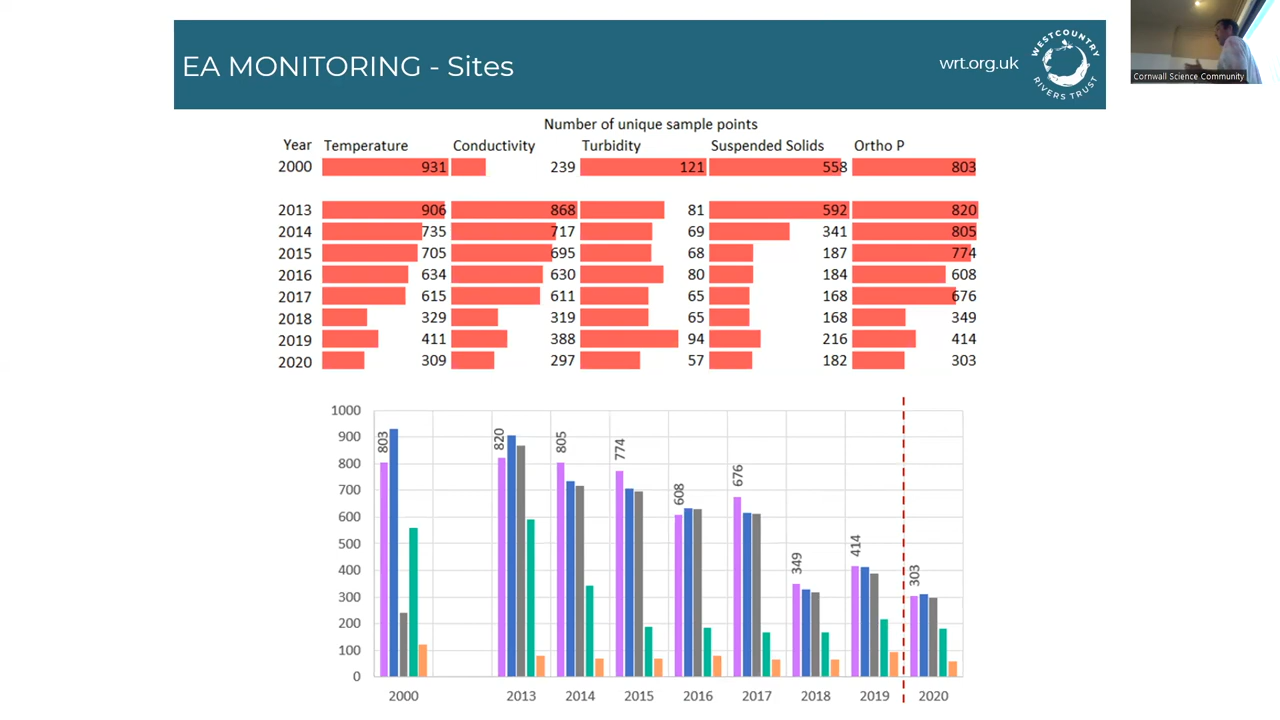 EA MONITORING - Sites
wrt.org.uk
WESTCOUNTRY
RIVERS TRUST
Cornwall Science Community
Number of unique sample points
Year Temperature Conductivity Turbidity Suspended Solids Ortho P
2000 931 239 121 558 803
2013 906 868 81 592 820
2014 735 717 69 341 805
2015 705 695 68 187 774
2016 634 630 80 184 608
2017 615 611 65 168 676
2018 329 319 65 168 349
2019 411 388 94 216 414
2020 309 297 57 182 303
1000
900
800
700
600
500
400
300
200
100
0
803
820
805
774
608
676
349
414
303
2000 2013 2014 2015 2016 2017 2018 2019 2020